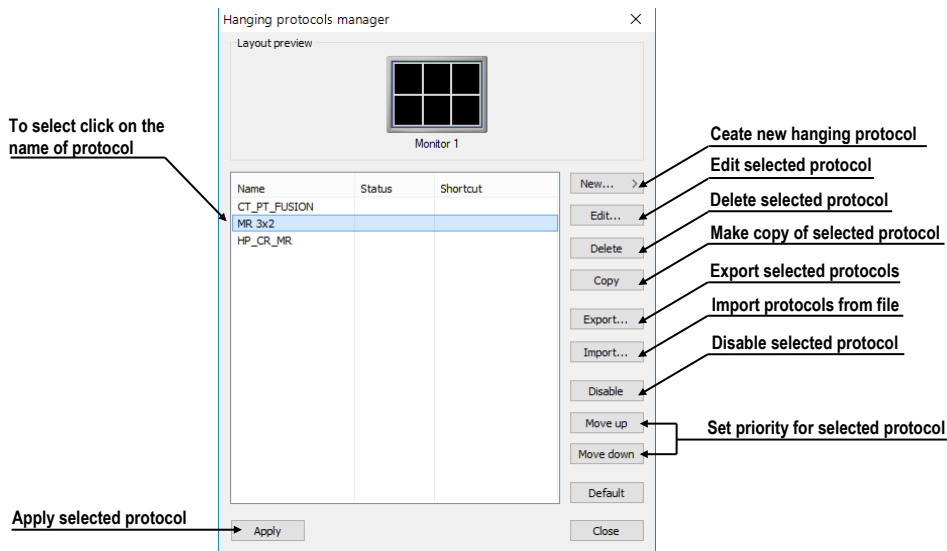 Hanging protocols manager
Layout preview
Monitor 1
To select click on the
name of protocol
Name Status Shortcut
CT_PT_FUSION
MR 3x2
HP_CR_MR
New... >
Edit...
Delete
Copy
Export...
Import...
Disable
Move up
Move down
Default
Apply
Close
Ceate new hanging protocol
Edit selected protocol
Delete selected protocol
Make copy of selected protocol
Export selected protocols
Import protocols from file
Disable selected protocol
Set priority for selected protocol
Apply selected protocol